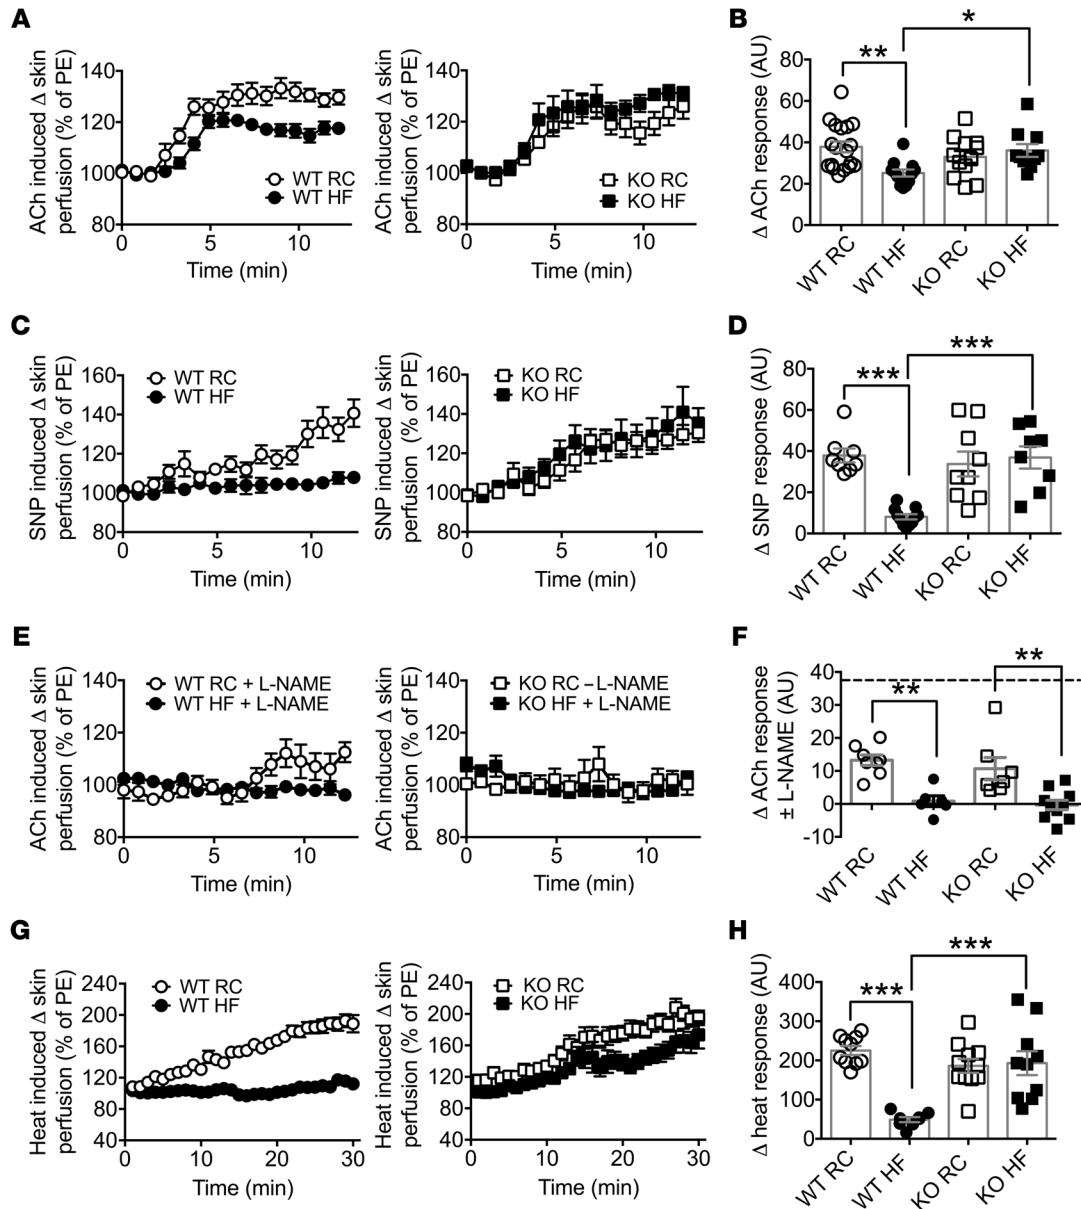 A
ACh induced Δ skin
perfusion (% of PE)
140
120
100
80
0
5
10
Time (min)
WT RC
WT HF
ACh induced Δ skin
perfusion (% of PE)
140
120
100
80
0
5
10
Time (min)
KO RC
KO HF
B
Δ ACh response (AU)
80
60
40
20
0
**
*
WT RC
WT HF
KO RC
KO HF
C
SNP induced Δ skin
perfusion (% of PE)
160
140
120
100
80
0
5
10
Time (min)
WT RC
WT HF
SNP induced Δ skin
perfusion (% of PE)
160
140
120
100
80
0
5
10
Time (min)
KO RC
KO HF
D
Δ SNP response (AU)
80
60
40
20
0
***
***
WT RC
WT HF
KO RC
KO HF
E
ACh induced Δ skin
perfusion (% of PE)
140
120
100
80
0
5
10
Time (min)
WT RC + L-NAME
WT HF + L-NAME
ACh induced Δ skin
perfusion (% of PE)
140
120
100
80
0
5
10
Time (min)
KO RC – L-NAME
KO HF + L-NAME
F
Δ ACh response
± L-NAME (AU)
40
30
20
10
0
-10
**
**
WT RC
WT HF
KO RC
KO HF
G
Heat induced Δ skin
perfusion (% of PE)
240
200
160
120
80
40
0
10
20
30
Time (min)
WT RC
WT HF
Heat induced Δ skin
perfusion (% of PE)
240
200
160
120
80
40
0
10
20
30
Time (min)
KO RC
KO HF
H
Δ heat response (AU)
400
300
200
100
0
***
***
WT RC
WT HF
KO RC
KO HF